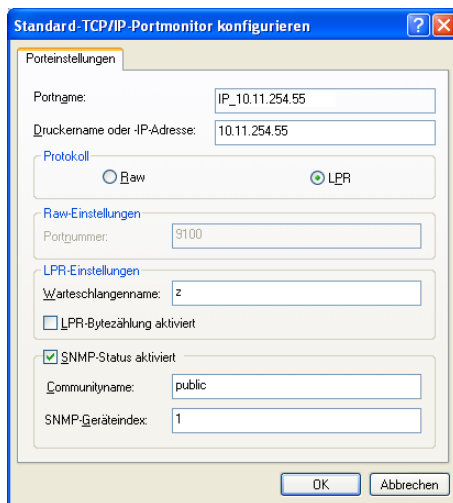 Standard-TCP/IP-Portmonitor konfigurieren
Porteinstellungen
Portname: IP_10.11.254.55
Druckername oder -IP-Adresse: 10.11.254.55
Protokoll
Raw LPR
Raw-Einstellungen
Portnummer: 9100
LPR-Einstellungen
Warteschlangenname: z
LPR-Bytezählung aktiviert
SNMP-Status aktiviert
Communityname: public
SNMP-Geräteindex: 1
OK Abbrechen